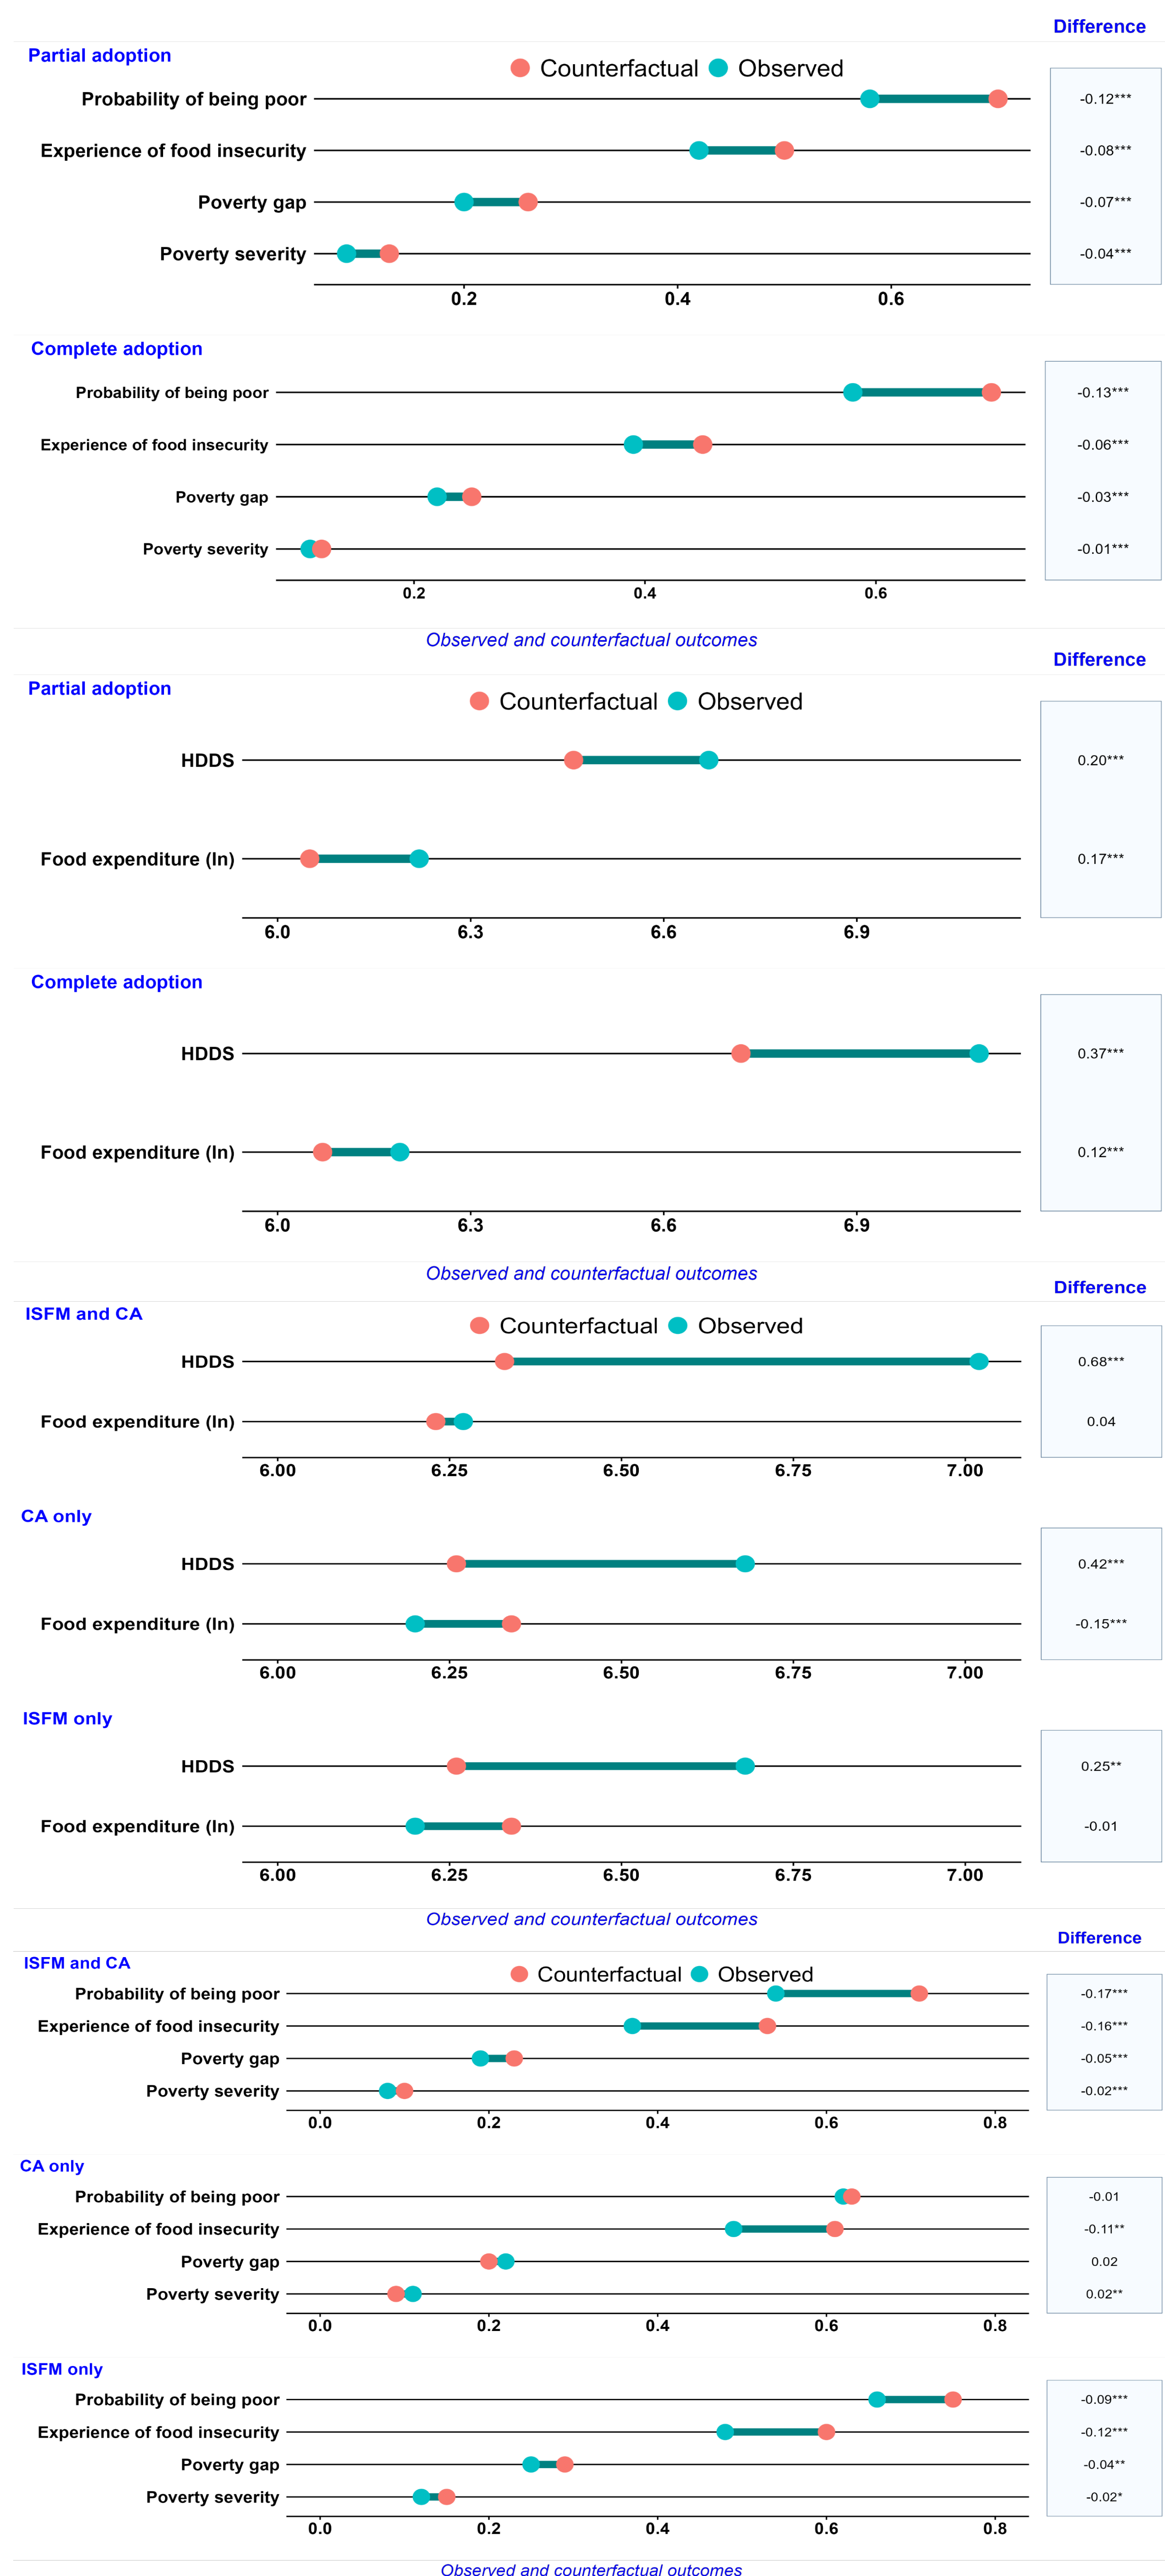 Difference
Partial adoption
Counterfactual Observed
Probability of being poor -0.12***
Experience of food insecurity -0.08***
Poverty gap -0.07***
Poverty severity -0.04***
0.2 0.4 0.6
Complete adoption
Probability of being poor -0.13***
Experience of food insecurity -0.06***
Poverty gap -0.03***
Poverty severity -0.01***
0.2 0.4 0.6
Observed and counterfactual outcomes
Difference
Partial adoption
Counterfactual Observed
HDDS 0.20***
Food expenditure (ln) 0.17***
6.0 6.3 6.6 6.9
Complete adoption
HDDS 0.37***
Food expenditure (ln) 0.12***
6.0 6.3 6.6 6.9
Observed and counterfactual outcomes
Difference
ISFM and CA
Counterfactual Observed
HDDS 0.68***
Food expenditure (ln) 0.04
6.00 6.25 6.50 6.75 7.00
CA only
HDDS 0.42***
Food expenditure (ln) -0.15***
6.00 6.25 6.50 6.75 7.00
ISFM only
HDDS 0.25**
Food expenditure (ln) -0.01
6.00 6.25 6.50 6.75 7.00
Observed and counterfactual outcomes
Difference
ISFM and CA
Counterfactual Observed
Probability of being poor -0.17***
Experience of food insecurity -0.16***
Poverty gap -0.05***
Poverty severity -0.02***
0.0 0.2 0.4 0.6 0.8
CA only
Probability of being poor -0.01
Experience of food insecurity -0.11**
Poverty gap 0.02
Poverty severity 0.02**
0.0 0.2 0.4 0.6 0.8
ISFM only
Probability of being poor -0.09***
Experience of food insecurity -0.12***
Poverty gap -0.04**
Poverty severity -0.02*
0.0 0.2 0.4 0.6 0.8
Observed and counterfactual outcomes